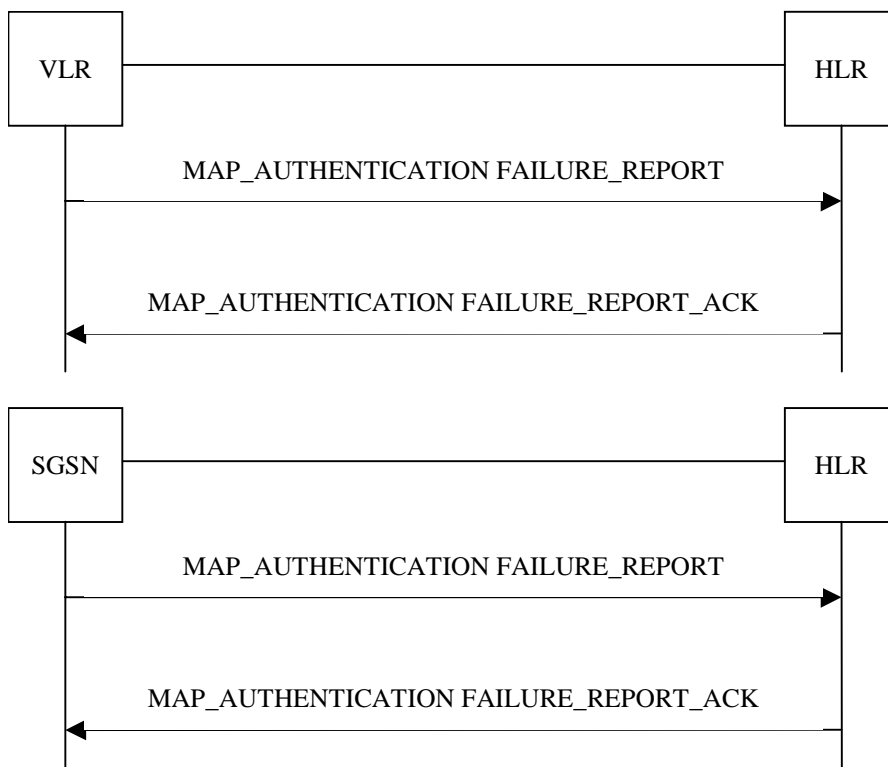 VLR
HLR
MAP_AUTHENTICATION FAILURE_REPORT
MAP_AUTHENTICATION FAILURE_REPORT_ACK
SGSN
HLR
MAP_AUTHENTICATION FAILURE_REPORT
MAP_AUTHENTICATION FAILURE_REPORT_ACK